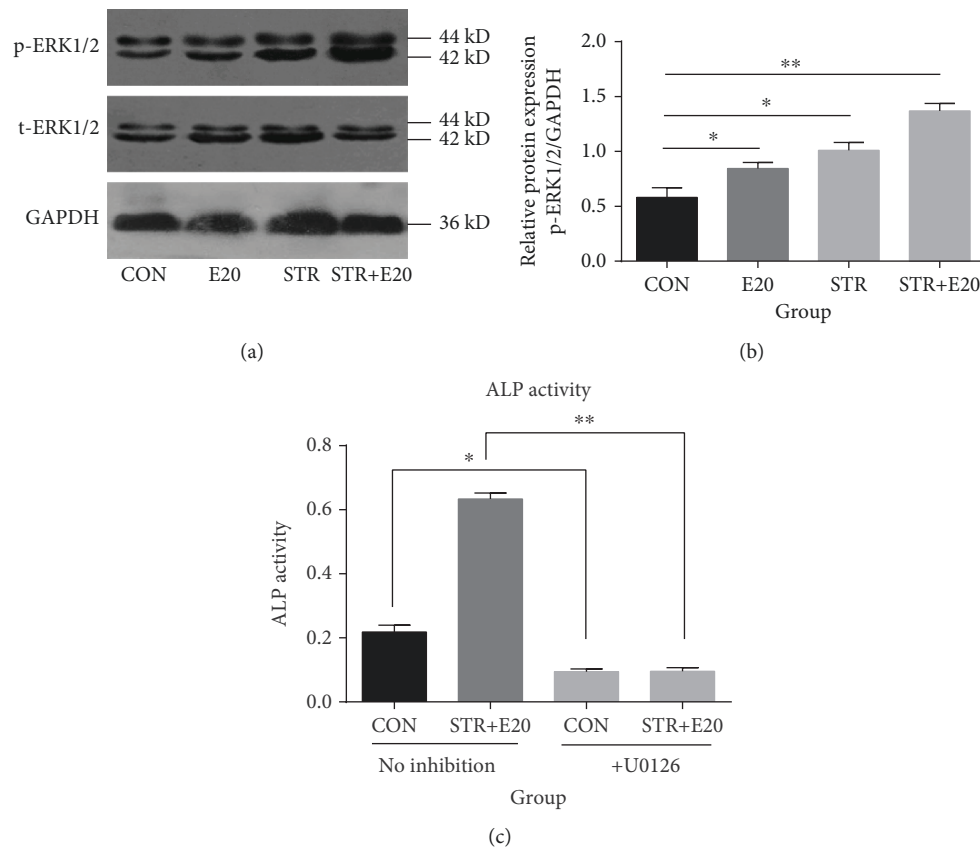 p-ERK1/2
44 kD
42 kD
t-ERK1/2
44 kD
42 kD
GAPDH
36 kD
CON E20 STR STR+E20
(a)
Relative protein expression
p-ERK1/2/GAPDH
2.0
1.5
1.0
0.5
0.0
**
*
*
CON E20 STR STR+E20
Group
(b)
ALP activity
ALP activity
0.8
0.6
0.4
0.2
0.0
**
*
CON STR+E20 CON STR+E20
No inhibition +U0126
Group
(c)